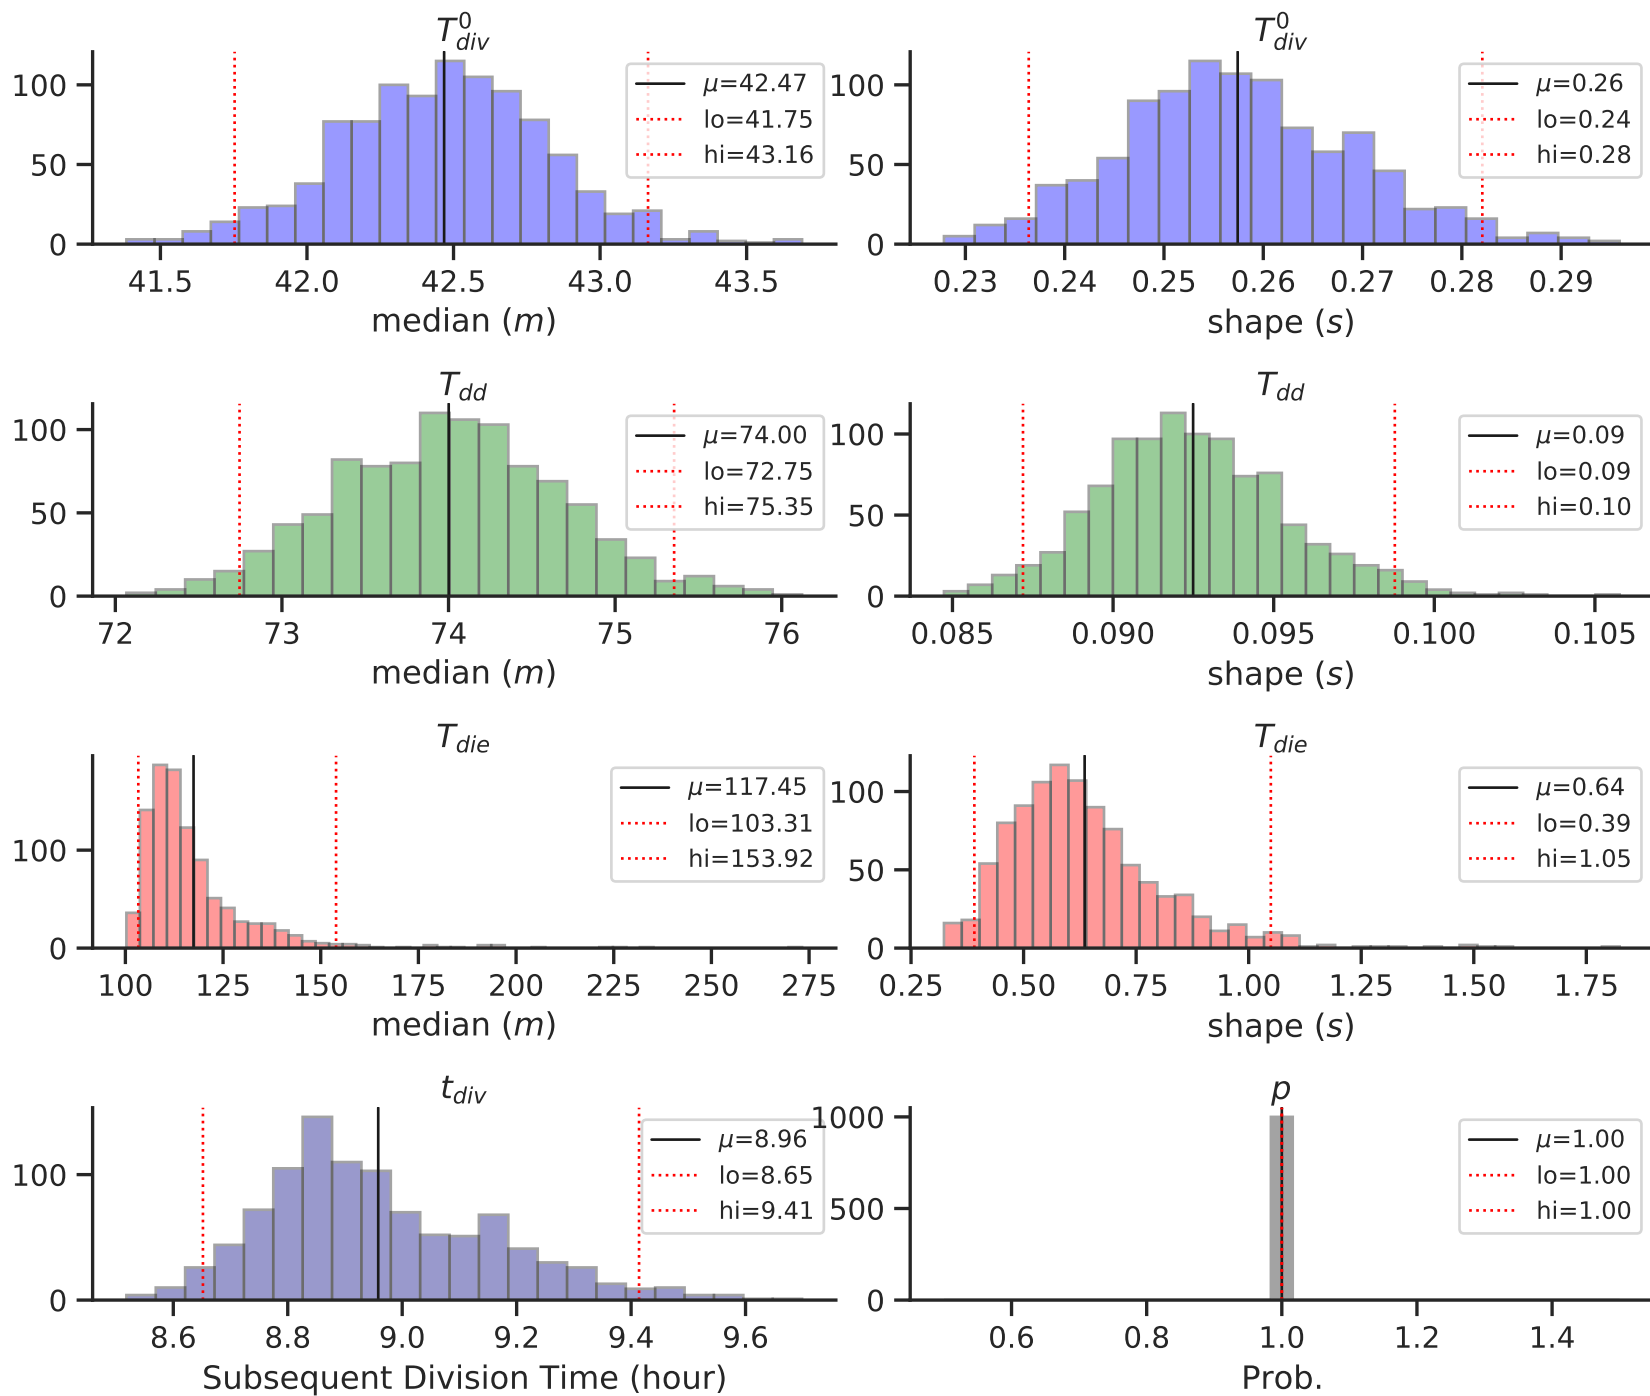 T⁰div
100
50
0
μ=42.47
lo=41.75
hi=43.16
41.5 42.0 42.5 43.0 43.5
median (m)
T⁰div
100
50
0
μ=0.26
lo=0.24
hi=0.28
0.23 0.24 0.25 0.26 0.27 0.28 0.29
shape (s)
Tdd
100
50
0
μ=74.00
lo=72.75
hi=75.35
72 73 74 75 76
median (m)
Tdd
100
50
0
μ=0.09
lo=0.09
hi=0.10
0.085 0.090 0.095 0.100 0.105
shape (s)
Tdie
100
0
μ=117.45
lo=103.31
hi=153.92
100 125 150 175 200 225 250 275
median (m)
Tdie
100
50
0
μ=0.64
lo=0.39
hi=1.05
0.25 0.50 0.75 1.00 1.25 1.50 1.75
shape (s)
tdiv
100
0
μ=8.96
lo=8.65
hi=9.41
8.6 8.8 9.0 9.2 9.4 9.6
Subsequent Division Time (hour)
p
1000
500
0
μ=1.00
lo=1.00
hi=1.00
0.6 0.8 1.0 1.2 1.4
Prob.